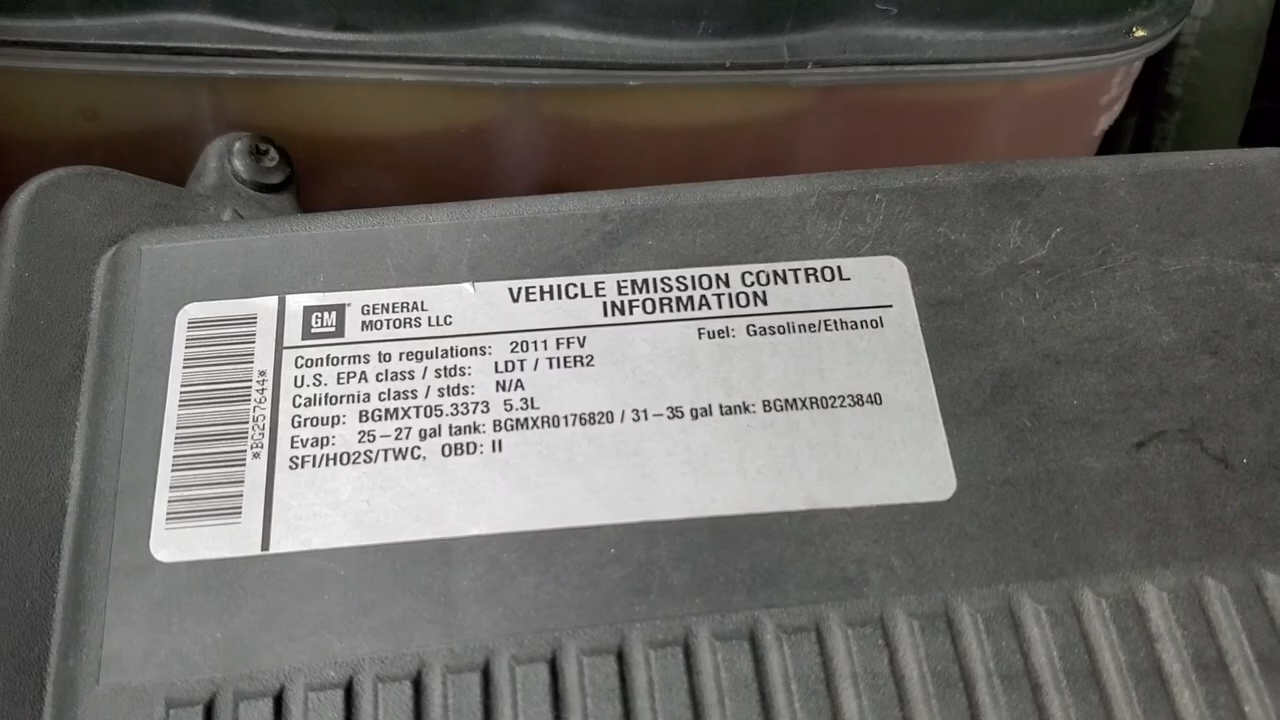 GM GENERAL MOTORS LLC
VEHICLE EMISSION CONTROL
INFORMATION
Conforms to regulations: 2011 FFV
Fuel: Gasoline/Ethanol
U.S. EPA class / stds: LDT / TIER2
California class / stds: N/A
Group: BGMXT05.3373 5.3L
Evap: 25-27 gal tank: BGMXR0176820 / 31-35 gal tank: BGMXR0223840
SFI/HO2S/TWC, OBD: II
*BG257644*